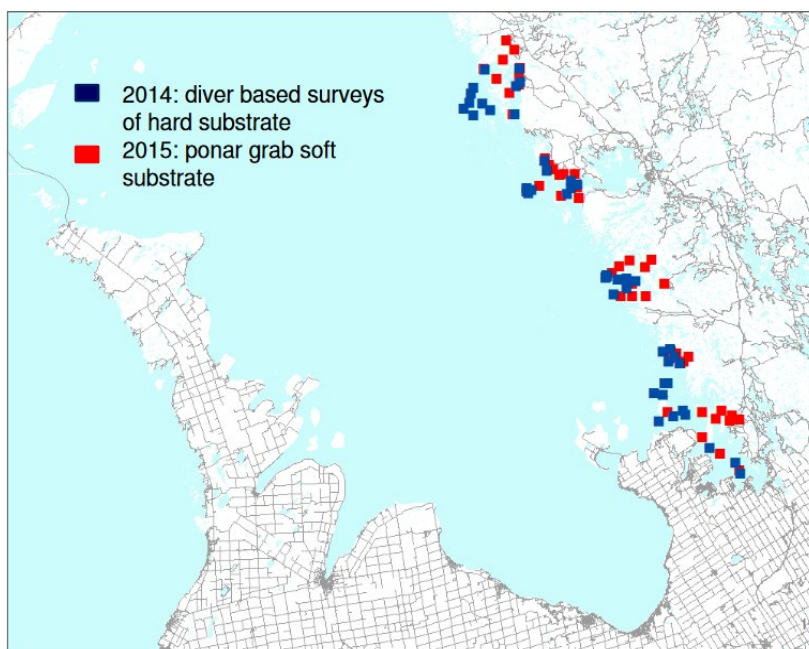 2014: diver based surveys
of hard substrate
2015: ponar grab soft
substrate